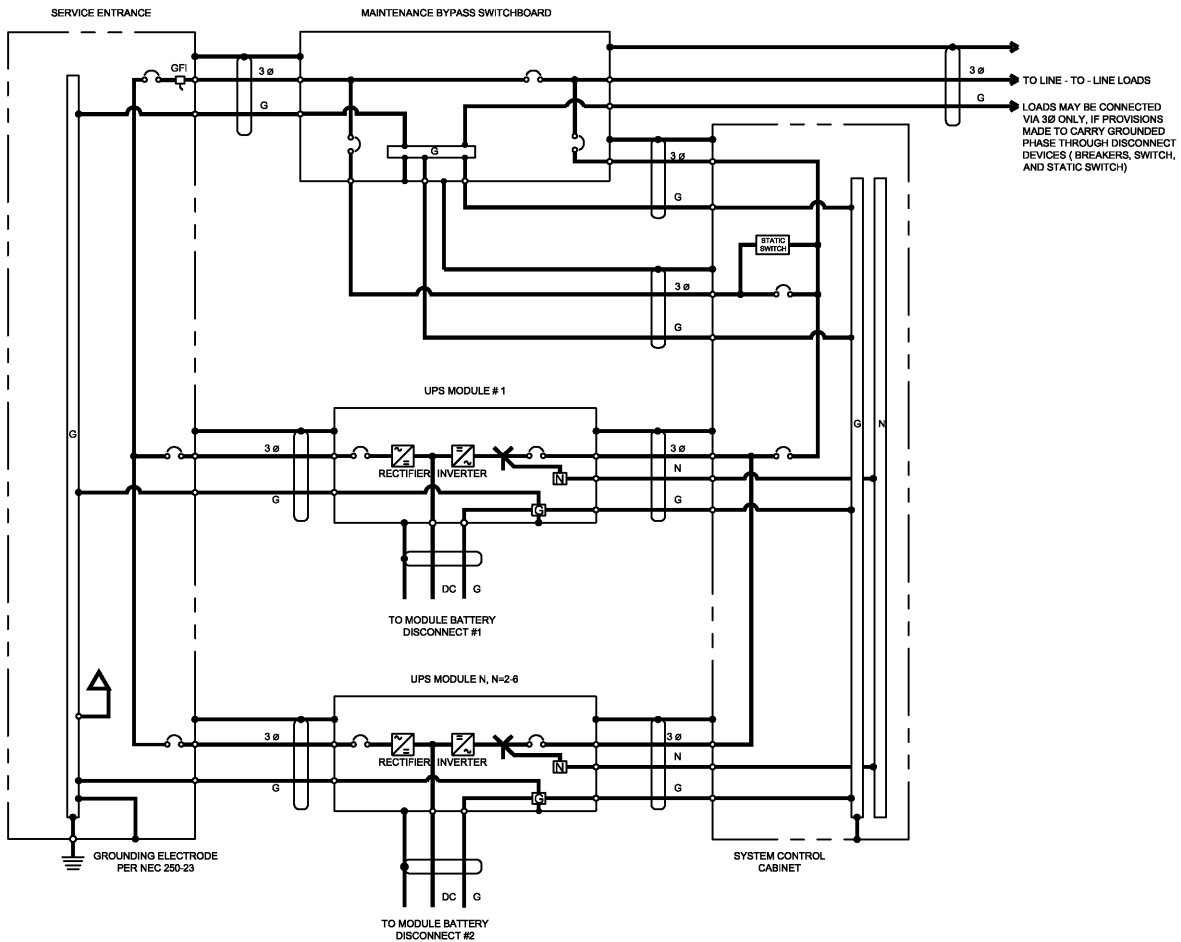 SERVICE ENTRANCE
MAINTENANCE BYPASS SWITCHBOARD
GFI
3 Ø
3 Ø
TO LINE - TO - LINE LOADS
G
G
LOADS MAY BE CONNECTED
VIA 3Ø ONLY, IF PROVISIONS
MADE TO CARRY GROUNDED
PHASE THROUGH DISCONNECT
DEVICES ( BREAKERS, SWITCH,
AND STATIC SWITCH)
G
3 Ø
G
STATIC
SWITCH
3 Ø
G
UPS MODULE # 1
G
G
N
3 Ø
3 Ø
RECTIFIER
INVERTER
N
N
G
G
G
DC
G
TO MODULE BATTERY
DISCONNECT #1
UPS MODULE N, N=2-6
3 Ø
3 Ø
RECTIFIER
INVERTER
N
N
G
G
G
GROUNDING ELECTRODE
PER NEC 250-23
SYSTEM CONTROL
CABINET
DC
G
TO MODULE BATTERY
DISCONNECT #2